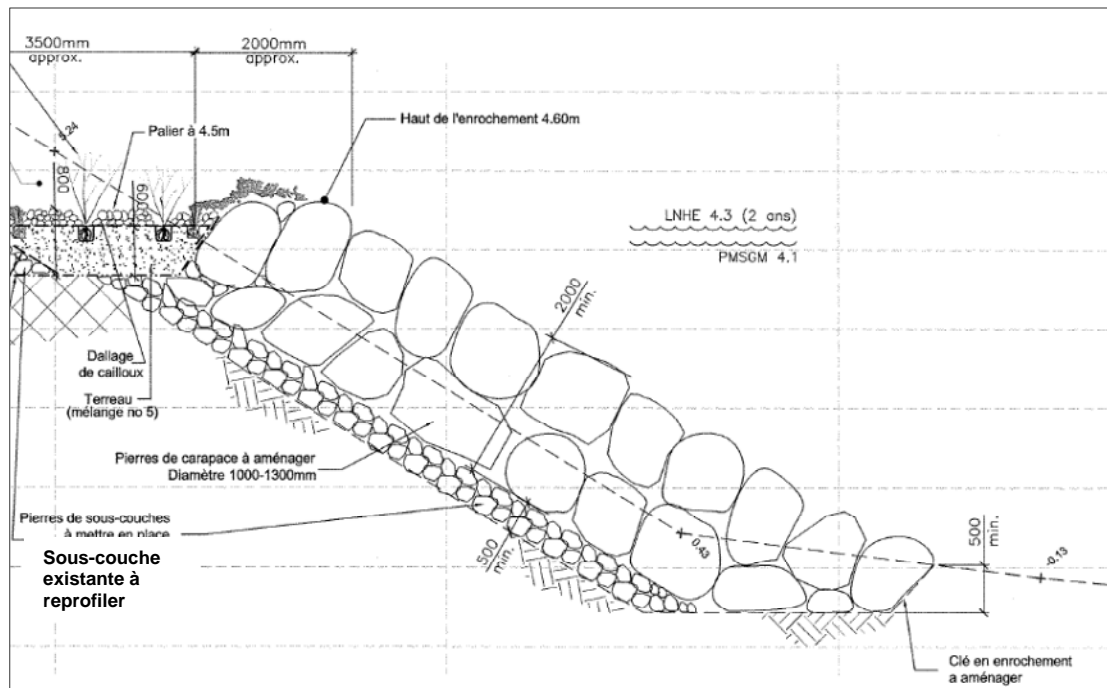 3500mm
approx.
2000mm
approx.
Haut de l'enrochement 4.60m
Palier à 4.5m
5.24
800
600
LNHE 4.3 (2 ans)
PMSGM 4.1
2000
min.
Dallage
de cailloux
Terreau
(mélange no 5)
Pierres de carapace à aménager
Diamètre 1000-1300mm
Pierres de sous-couches
à mettre en place
Sous-couche
existante à
reprofiler
500
min.
0.43
500
min.
-0.13
Clé en enrochement
a aménager